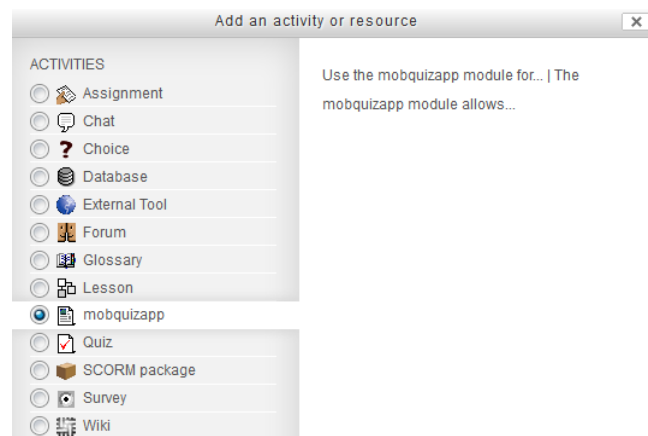 Add an activity or resource
ACTIVITIES
Assignment
Chat
Choice
Database
External Tool
Forum
Glossary
Lesson
mobquizapp
Quiz
SCORM package
Survey
Wiki
Use the mobquizapp module for... | The
mobquizapp module allows...